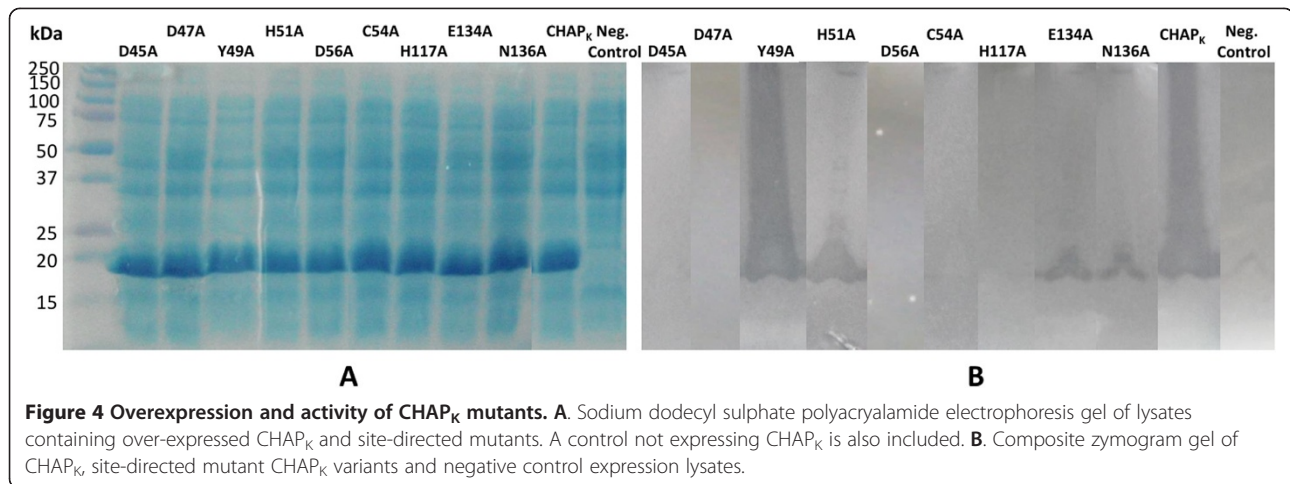 kDa D47A H51A C54A E134A CHAPK Neg.
D45A Y49A D56A H117A N136A Control
250
150
100
75
50
37
25
20
15
A
D47A H51A C54A E134A CHAPK Neg.
D45A Y49A D56A H117A N136A Control
B
Figure 4 Overexpression and activity of CHAPK mutants. A. Sodium dodecyl sulphate polyacryalamide electrophoresis gel of lysates
containing over-expressed CHAPK and site-directed mutants. A control not expressing CHAPK is also included. B. Composite zymogram gel of
CHAPK, site-directed mutant CHAPK variants and negative control expression lysates.